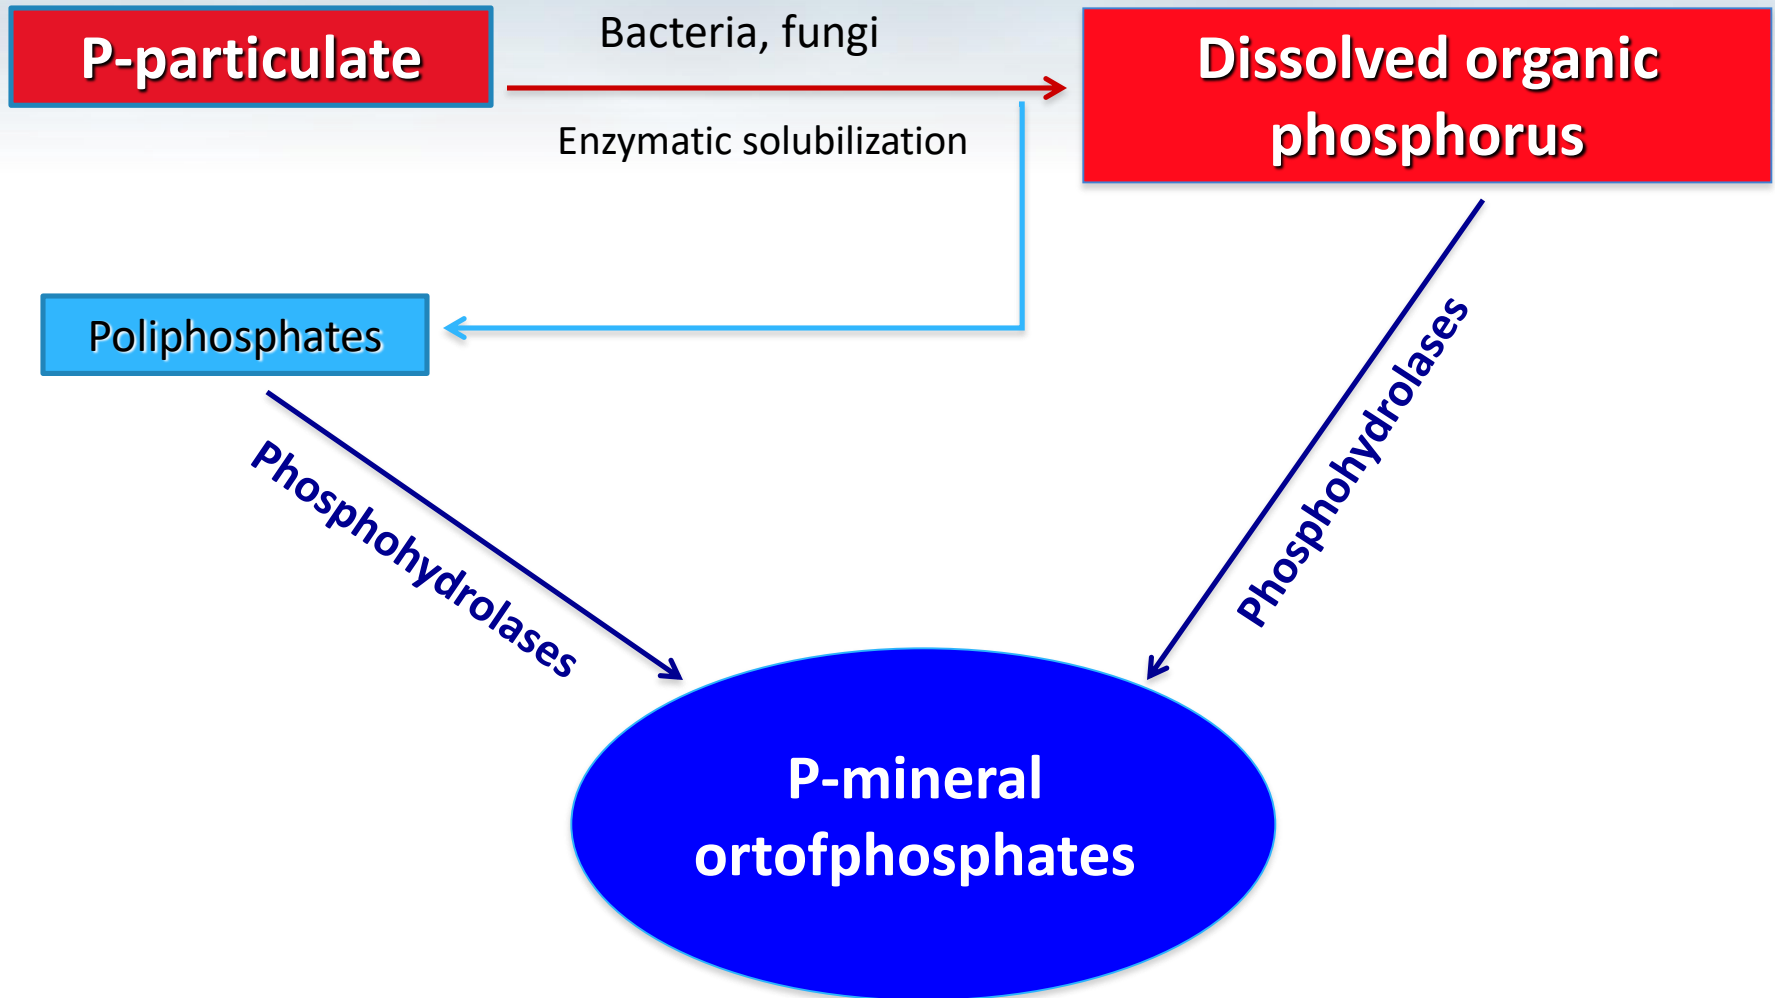 P-particulate
Bacteria, fungi
Enzymatic solubilization
Dissolved organic
phosphorus
Poliphosphates
Phosphohydrolases
Phosphohydrolases
P-mineral
ortofphosphates